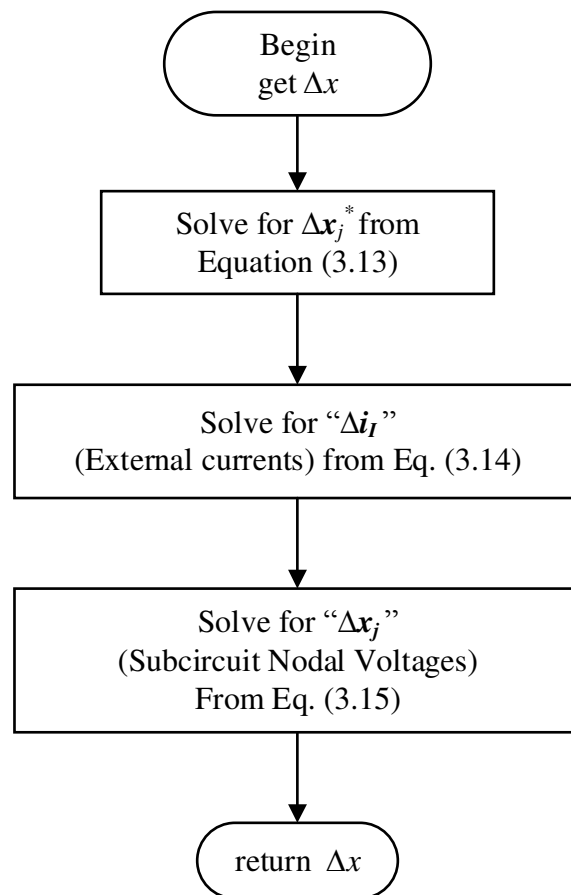 Begin
get Δx
Solve for Δxⱼ* from
Equation (3.13)
Solve for “Δi_I”
(External currents) from Eq. (3.14)
Solve for “Δxⱼ”
(Subcircuit Nodal Voltages)
From Eq. (3.15)
return Δx